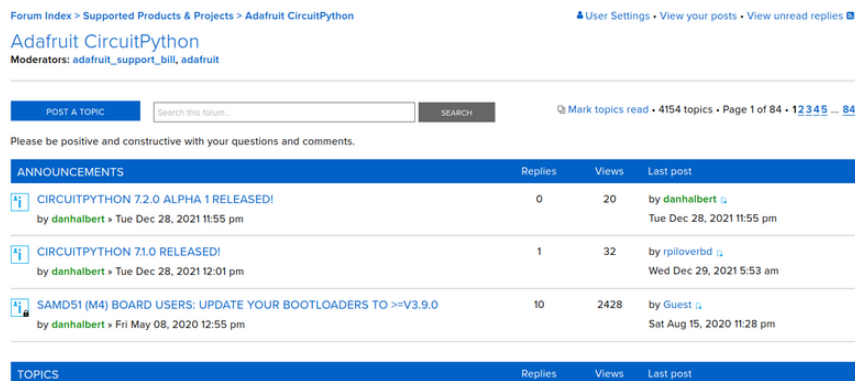 Forum Index > Supported Products & Projects > Adafruit CircuitPython
User Settings • View your posts • View unread replies
Adafruit CircuitPython
Moderators: adafruit_support_bill, adafruit
POST A TOPIC
Search this forum...
SEARCH
Mark topics read • 4154 topics • Page 1 of 84 • 1 2 3 4 5 ... 84
Please be positive and constructive with your questions and comments.
ANNOUNCEMENTS Replies Views Last post
CIRCUITPYTHON 7.2.0 ALPHA 1 RELEASED! 0 20 by danhalbert
by danhalbert » Tue Dec 28, 2021 11:55 pm Tue Dec 28, 2021 11:55 pm
CIRCUITPYTHON 7.1.0 RELEASED! 1 32 by rpiloverbd
by danhalbert » Tue Dec 28, 2021 12:01 pm Wed Dec 29, 2021 5:53 am
SAMD51 (M4) BOARD USERS: UPDATE YOUR BOOTLOADERS TO >=V3.9.0 10 2428 by Guest
by danhalbert » Fri May 08, 2020 12:55 pm Sat Aug 15, 2020 11:28 pm
TOPICS Replies Views Last post